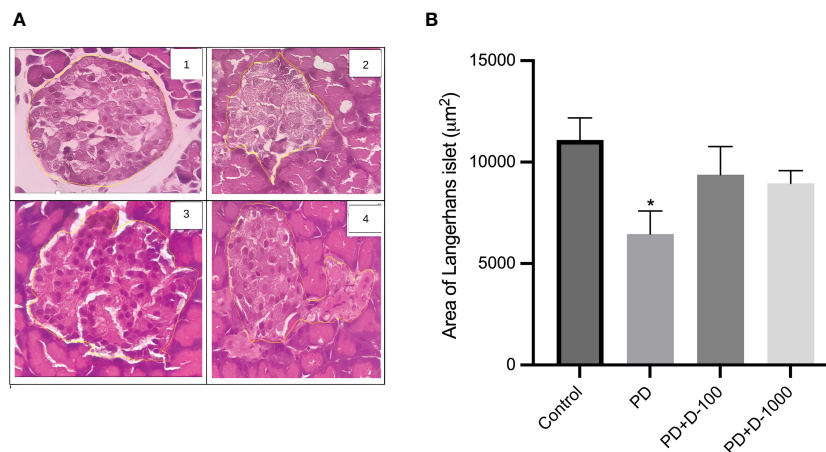 A
B
1
2
3
4
Area of Langerhans islet (μm²)
15000
10000
5000
0
*
Control
PD
PD+D-100
PD+D-1000